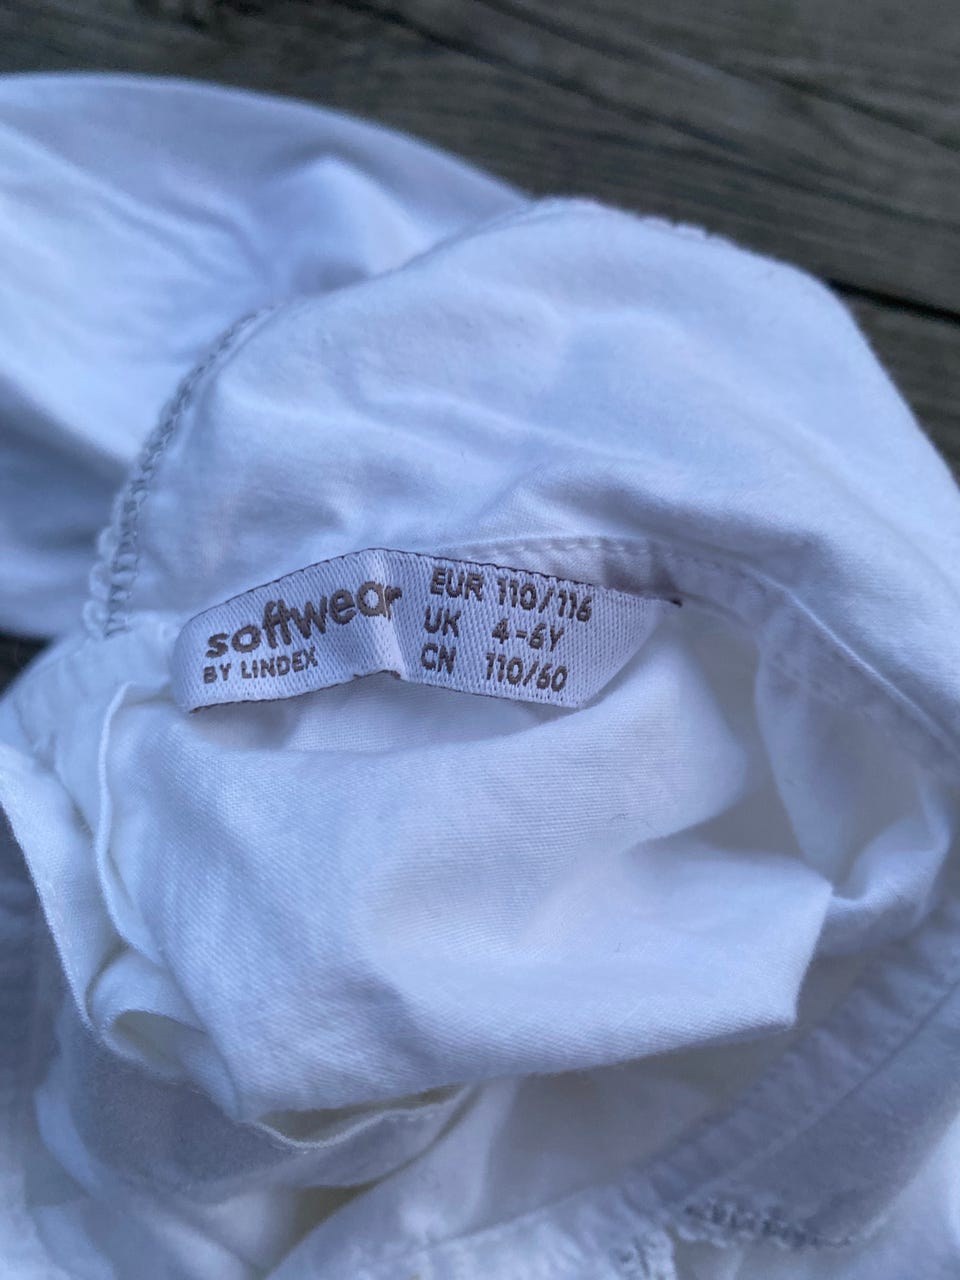 softwear
BY LINDEX
EUR 110/116
UK 4-6Y
CN 110/60